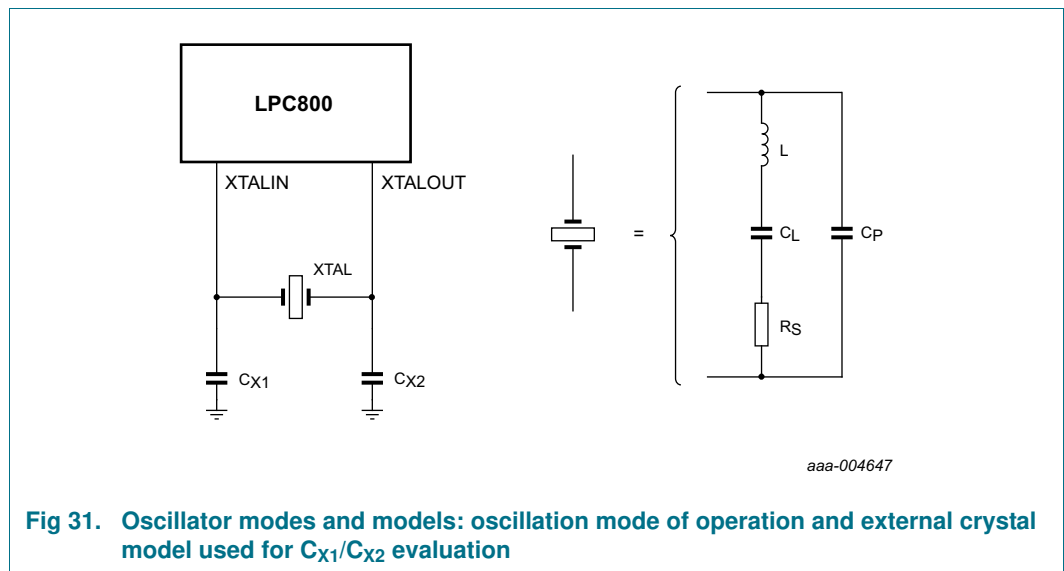 LPC800
XTALIN
XTALOUT
XTAL
CX1
CX2
=
L
CL
CP
RS
aaa-004647
Fig 31. Oscillator modes and models: oscillation mode of operation and external crystal
model used for CX1/CX2 evaluation